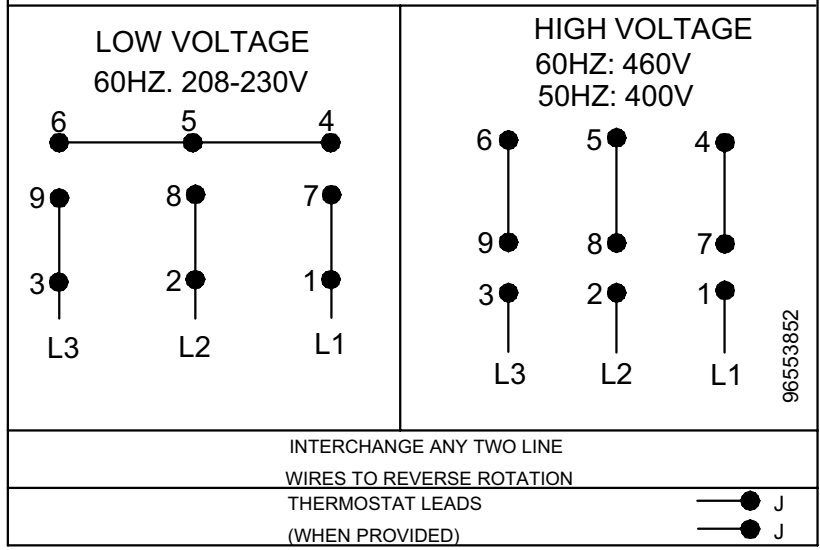 LOW VOLTAGE
60HZ. 208-230V
6 5 4
9 8 7
3 2 1
L3 L2 L1
HIGH VOLTAGE
60HZ: 460V
50HZ: 400V
6 5 4
9 8 7
3 2 1
L3 L2 L1
96553852
INTERCHANGE ANY TWO LINE
WIRES TO REVERSE ROTATION
THERMOSTAT LEADS
(WHEN PROVIDED)
J
J